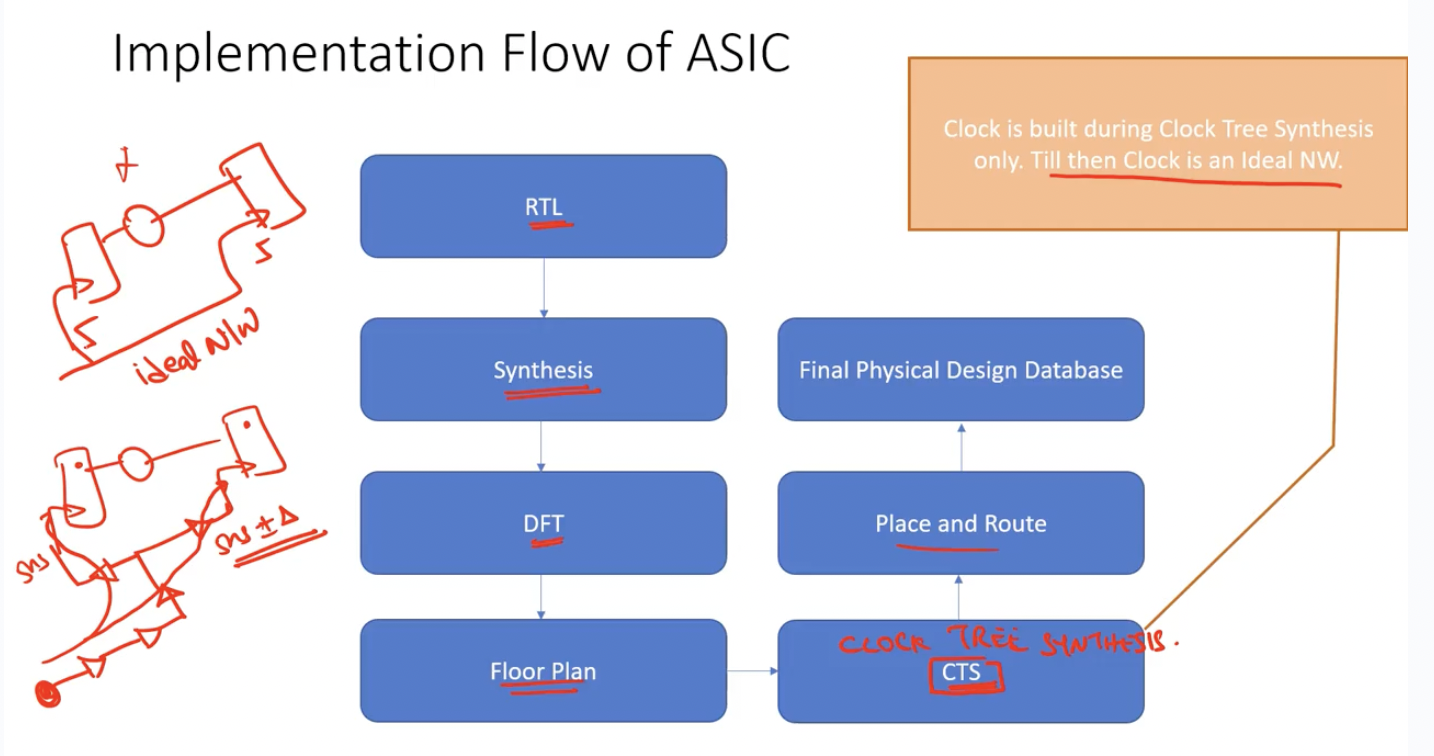 Implementation Flow of ASIC
Clock is built during Clock Tree Synthesis
only. Till then Clock is an Ideal NW.
RTL
Synthesis
DFT
Floor Plan
Final Physical Design Database
Place and Route
CLOCK TREE SYNTHESIS.
CTS
5
5
ideal N/W
5ns
5ns ± Δ